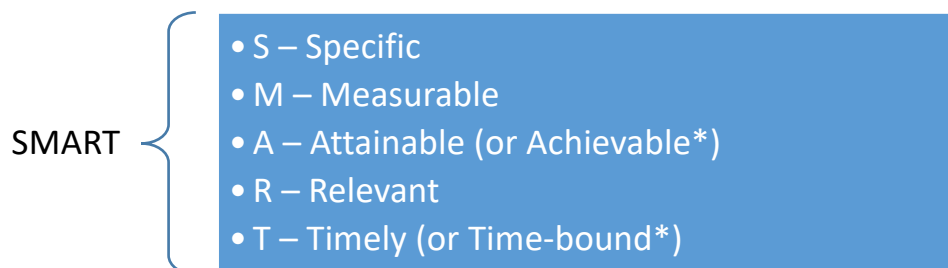 SMART
• S – Specific
• M – Measurable
• A – Attainable (or Achievable*)
• R – Relevant
• T – Timely (or Time-bound*)